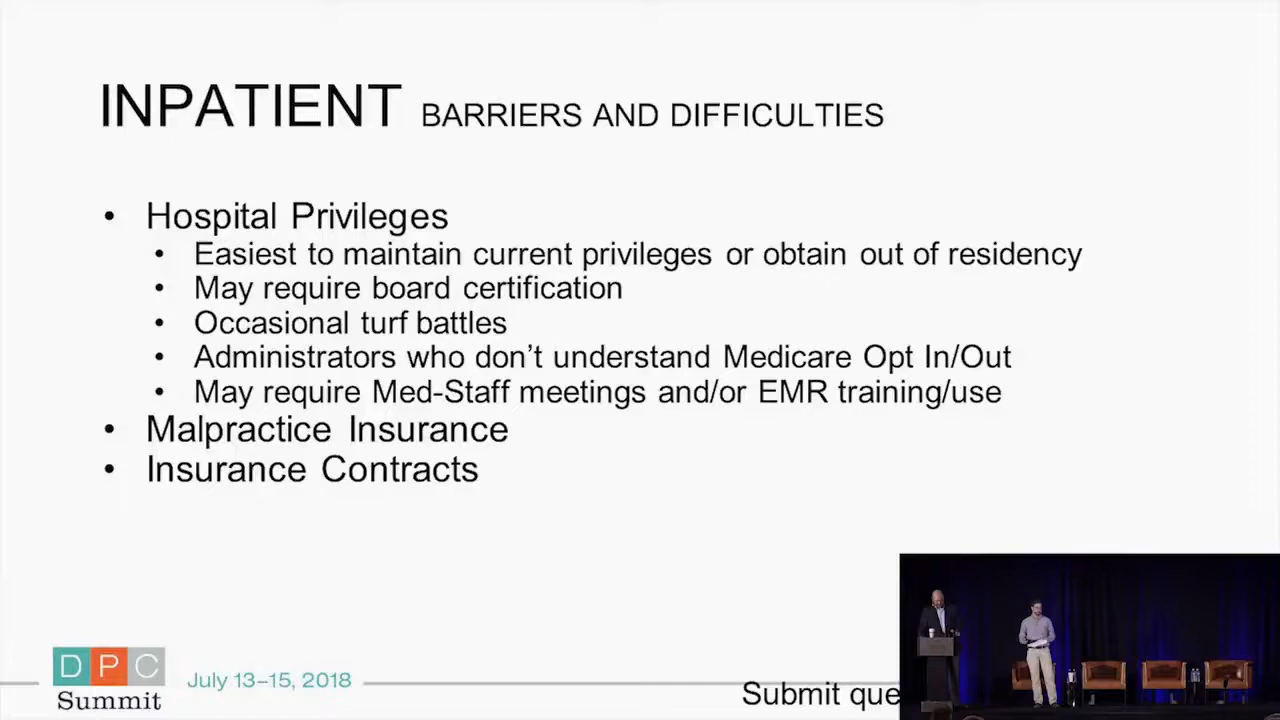 INPATIENT BARRIERS AND DIFFICULTIES
• Hospital Privileges
• Easiest to maintain current privileges or obtain out of residency
• May require board certification
• Occasional turf battles
• Administrators who don’t understand Medicare Opt In/Out
• May require Med-Staff meetings and/or EMR training/use
• Malpractice Insurance
• Insurance Contracts
DPC
Summit
July 13–15, 2018
Submit que